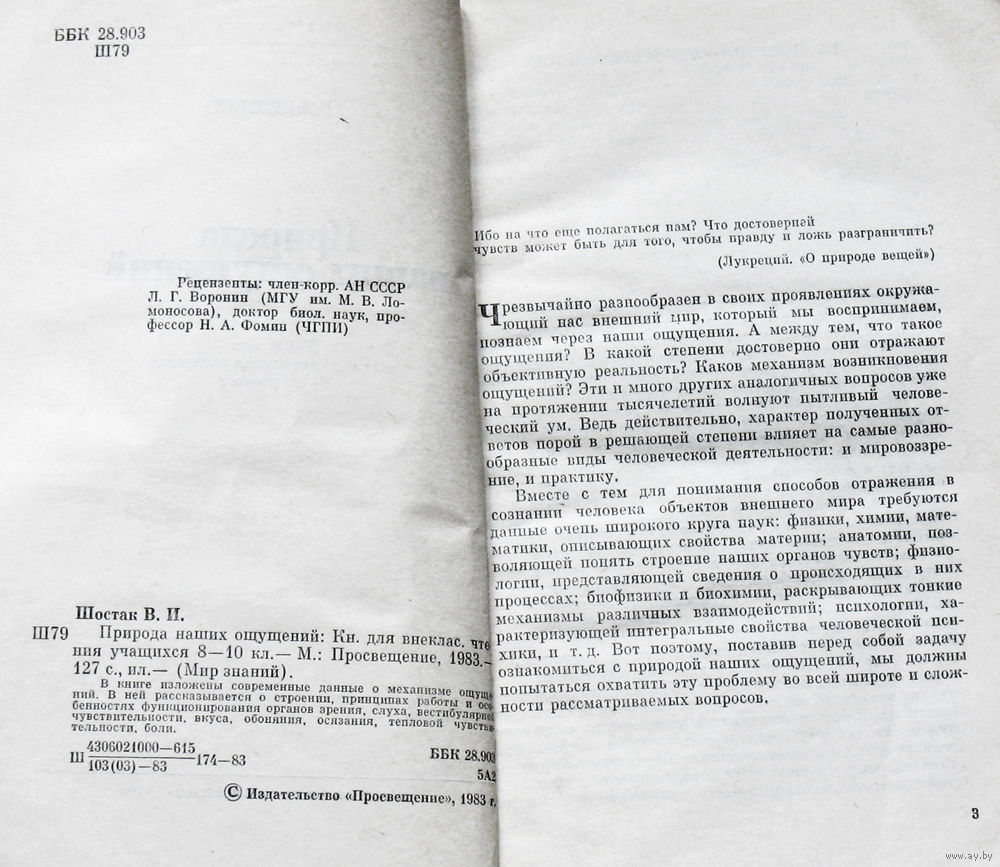 ББК 28.903
Ш79
Рецензенты: член-корр. АН СССР
Л. Г. Воронин (МГУ им. М. В. Ло-
моносова), доктор биол. наук, про-
фессор Н. А. Фомин (ЧГПИ)
Шостак В. И.
Ш79 Природа наших ощущений: Кн. для внеклас. чте
ния учащихся 8—10 кл.— М.: Просвещение, 1983.—
127 с., ил.— (Мир знаний).
В книге изложены современные данные о механизме ощуще
ний. В ней рассказывается о строении, принципах работы и осо
бенностях функционирования органов зрения, слуха, вестибулярной
чувствительности, вкуса, обоняния, осязания, тепловой чувстви
тельности, боли.
Ш 4306021000—615
103(03)—83 174—83
ББК 28.903
5А2
© Издательство «Просвещение», 1983 г.
Ибо на что еще полагаться нам? Что достоверней
чувств может быть для того, чтобы правду и ложь разграничить?
(Лукреций. «О природе вещей»)
Чрезвычайно разнообразен в своих проявлениях окружа-
ющий нас внешний мир, который мы воспринимаем,
познаем через наши ощущения. А между тем, что такое
ощущения? В какой степени достоверно они отражают
объективную реальность? Каков механизм возникновения
ощущений? Эти и много других аналогичных вопросов уже
на протяжении тысячелетий волнуют пытливый челове-
ческий ум. Ведь действительно, характер полученных от-
ветов порой в решающей степени влияет на самые разно-
образные виды человеческой деятельности: и мировоззре-
ние, и практику.
Вместе с тем для понимания способов отражения в
сознании человека объектов внешнего мира требуются
данные очень широкого круга наук: физики, химии, мате-
матики, описывающих свойства материи; анатомии, поз-
воляющей понять строение наших органов чувств; физио-
логии, представляющей сведения о происходящих в них
процессах; биофизики и биохимии, раскрывающих тонкие
механизмы различных взаимодействий; психологии, ха-
рактеризующей интегральные свойства человеческой пси-
хики, и т. д. Вот поэтому, поставив перед собой задачу
ознакомиться с природой наших ощущений, мы должны
попытаться охватить эту проблему во всей широте и слож-
ности рассматриваемых вопросов.
3
www.ay.by